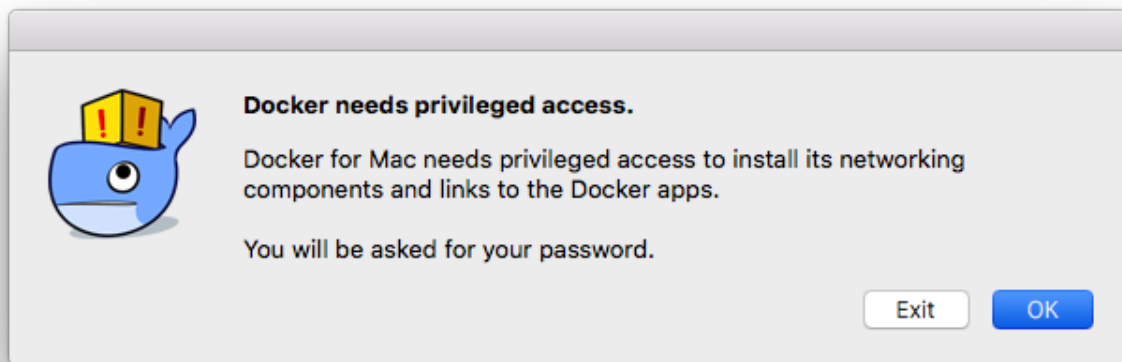 ! !
Docker needs privileged access.
Docker for Mac needs privileged access to install its networking
components and links to the Docker apps.
You will be asked for your password.
Exit OK